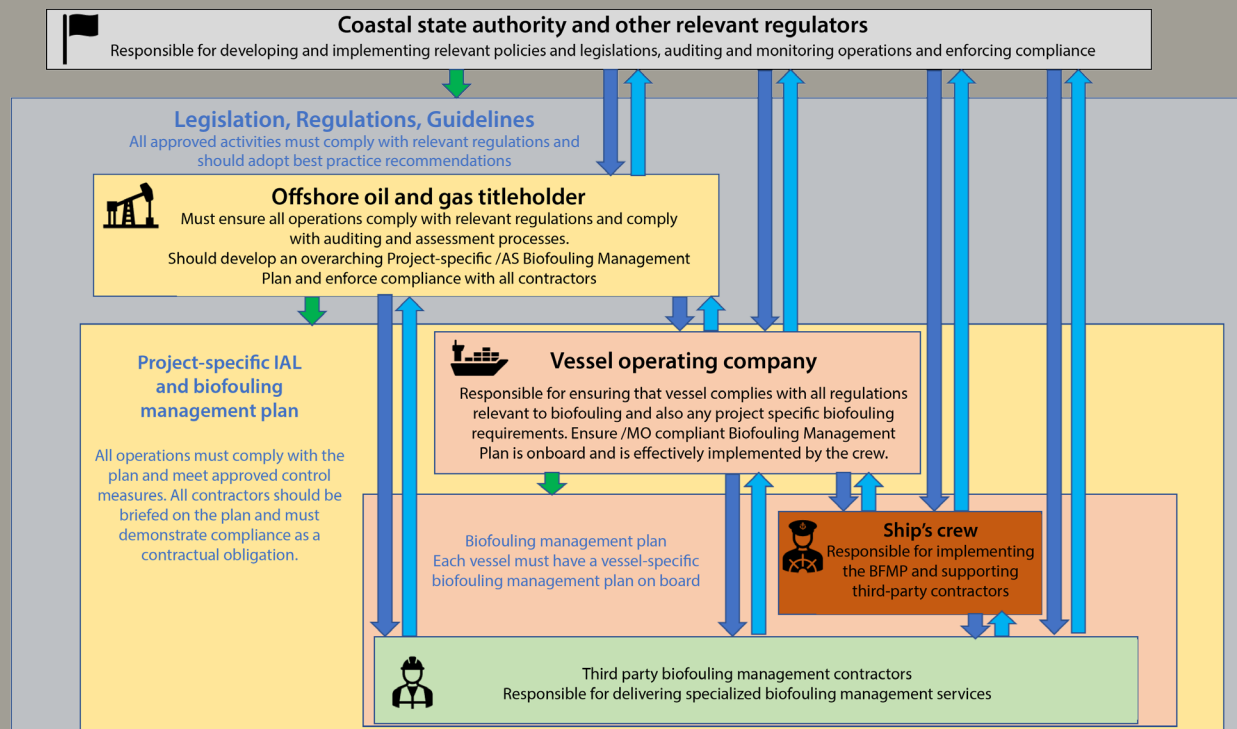 Coastal state authority and other relevant regulators
Responsible for developing and implementing relevant policies and legislations, auditing and monitoring operations and enforcing compliance
Legislation, Regulations, Guidelines
All approved activities must comply with relevant regulations and
should adopt best practice recommendations
Offshore oil and gas titleholder
Must ensure all operations comply with relevant regulations and comply
with auditing and assessment processes.
Should develop an overarching Project-specific /AS Biofouling Management
Plan and enforce compliance with all contractors
Project-specific IAL
and biofouling
management plan
All operations must comply with the
plan and meet approved control
measures. All contractors should be
briefed on the plan and must
demonstrate compliance as a
contractual obligation.
Vessel operating company
Responsible for ensuring that vessel complies with all regulations
relevant to biofouling and also any project specific biofouling
requirements. Ensure /MO compliant Biofouling Management
Plan is onboard and is effectively implemented by the crew.
Biofouling management plan
Each vessel must have a vessel-specific
biofouling management plan on board
Ship's crew
Responsible for implementing
the BFMP and supporting
third-party contractors
Third party biofouling management contractors
Responsible for delivering specialized biofouling management services